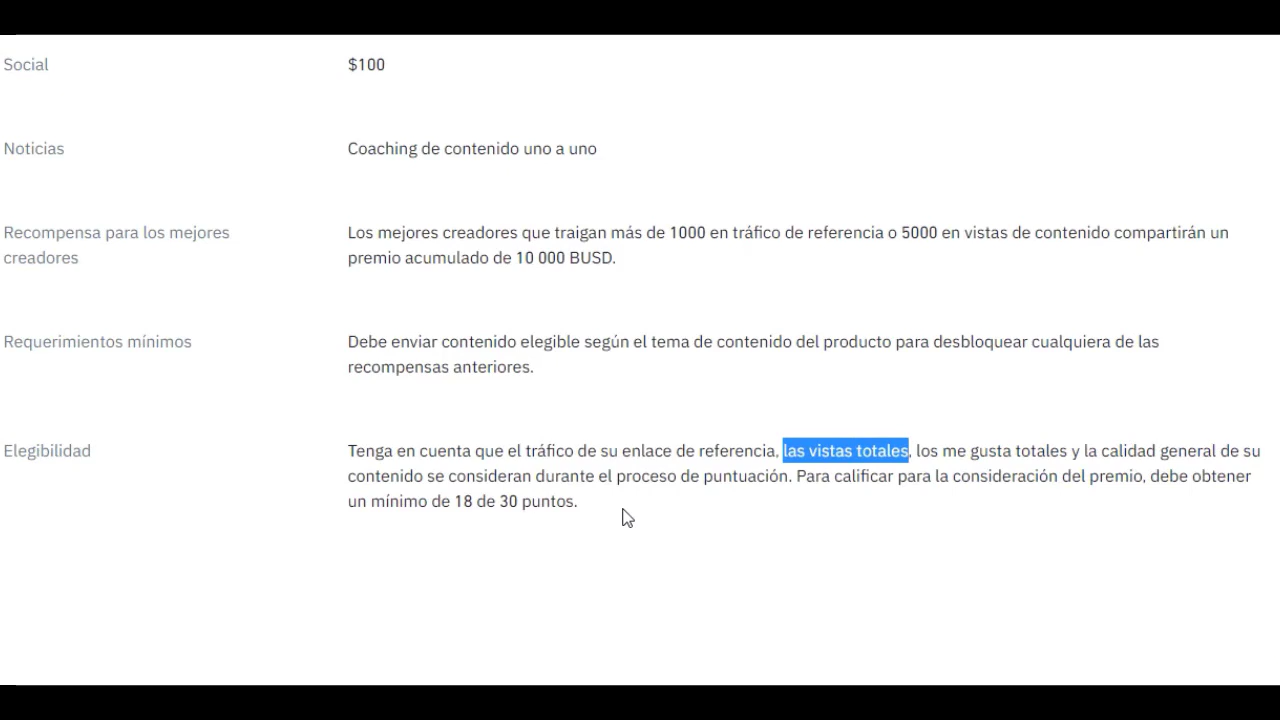 Social
$100
Noticias
Coaching de contenido uno a uno
Recompensa para los mejores
creadores
Los mejores creadores que traigan más de 1000 en tráfico de referencia o 5000 en vistas de contenido compartirán un
premio acumulado de 10 000 BUSD.
Requerimientos mínimos
Debe enviar contenido elegible según el tema de contenido del producto para desbloquear cualquiera de las
recompensas anteriores.
Elegibilidad
Tenga en cuenta que el tráfico de su enlace de referencia, las vistas totales, los me gusta totales y la calidad general de su
contenido se consideran durante el proceso de puntuación. Para calificar para la consideración del premio, debe obtener
un mínimo de 18 de 30 puntos.